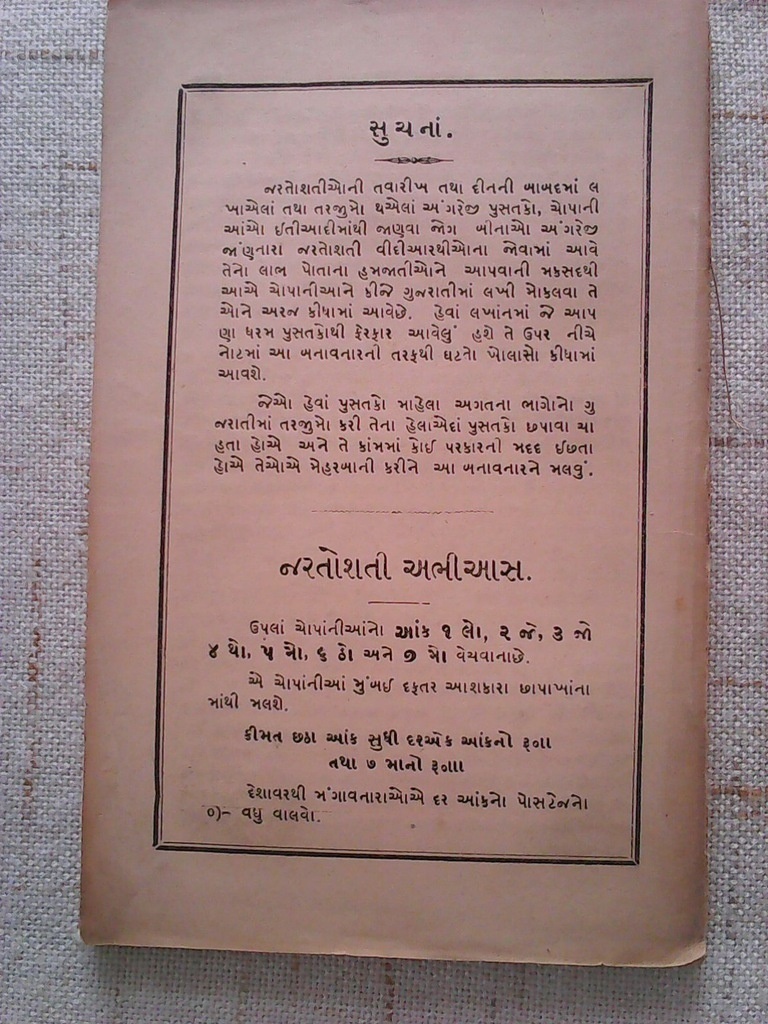 સુચનાં.
જરતોશતીઓની તવારીખ તથા દીનની બાબદમાં લ
ખાએલાં તથા તરજુમો થએલાં અંગરેજી પુસતકો, ચોપાની
આંઓ ઈતીઆદીમાંથી જાણવા જોગ બીનાઓ અંગરેજી
જાંણનારા જરતોશતી વીદીઆરથીઓના જોવામાં આવે
તેનો લાભ પોતાના હમજાતીઓને આપવાની મકસદથી
આએ ચોપાનીઆને કીજે ગુજરાતીમાં લખી મોકલવા તે
ઓને અરજ કીધામાં આવેછે. હેવાં લખાંનમાં જે આપ
ણા ધરમ પુસતકોથી ફેરફાર આવેલું હશે તે ઉપર નીચે
નોટમાં આ બનાવનારની તરફથી ઘટતો ખોલાસો કીધામાં
આવશે.
જેઓ હેવાં પુસતકો માહેલા અગતના ભાગોનો ગુ
જરાતીમાં તરજુમો કરી તેના હેલાએદાં પુસતકો છપાવા ચા
હતા હોએ અને તે કાંમમાં કોઈ પરકારની મદદ ઈછતા
હોએ તેઓએ મેહરબાની કરીને આ બનાવનારને મલવું.
જરતોશતી અભીઆસ.
ઉપલાં ચોપાંનીઆંનો આંક ૧ લો, ૨ જો, ૩ જો
૪ થો, ૫ મો, ૬ ઠો અને ૭ મો વેચવાનાછે.
એ ચોપાંનીઆં મુંબઈ દફતર આશકારા છાપાખાંના
માંથી મલશે.
કીમત છઠા આંક સુધી દરએક આંકનો રૂ૦ાા
તથા ૭ માનો રૂ૦ાાા
દેશાવરથી મંગાવનારાઓએ દર આંકનો પોસટેજનો
૦)- વધુ વાલવો.